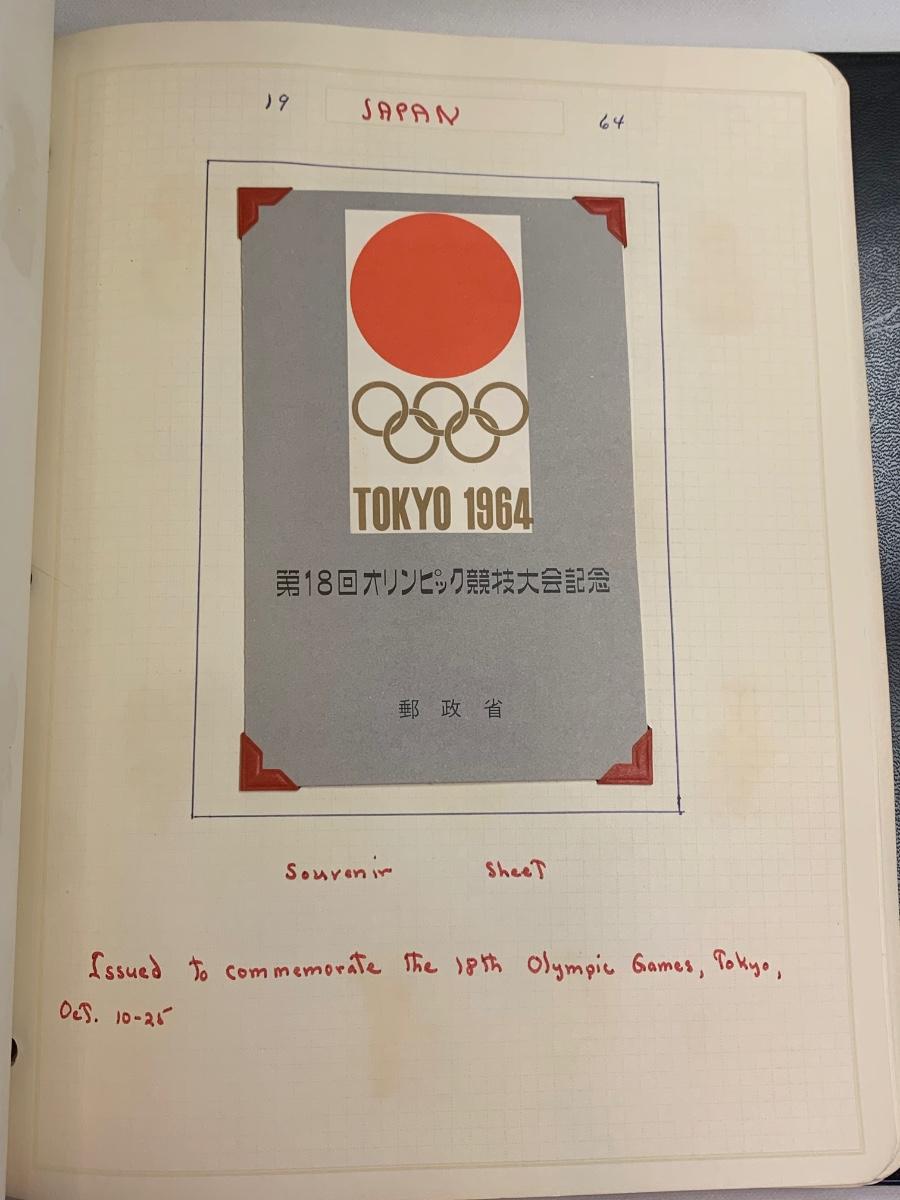 19 JAPAN 64
TOKYO 1964
第18回オリンピック競技大会記念
郵政省
Souvenir Sheet
Issued to commemorate the 18th Olympic Games, Tokyo,
Oct. 10-25